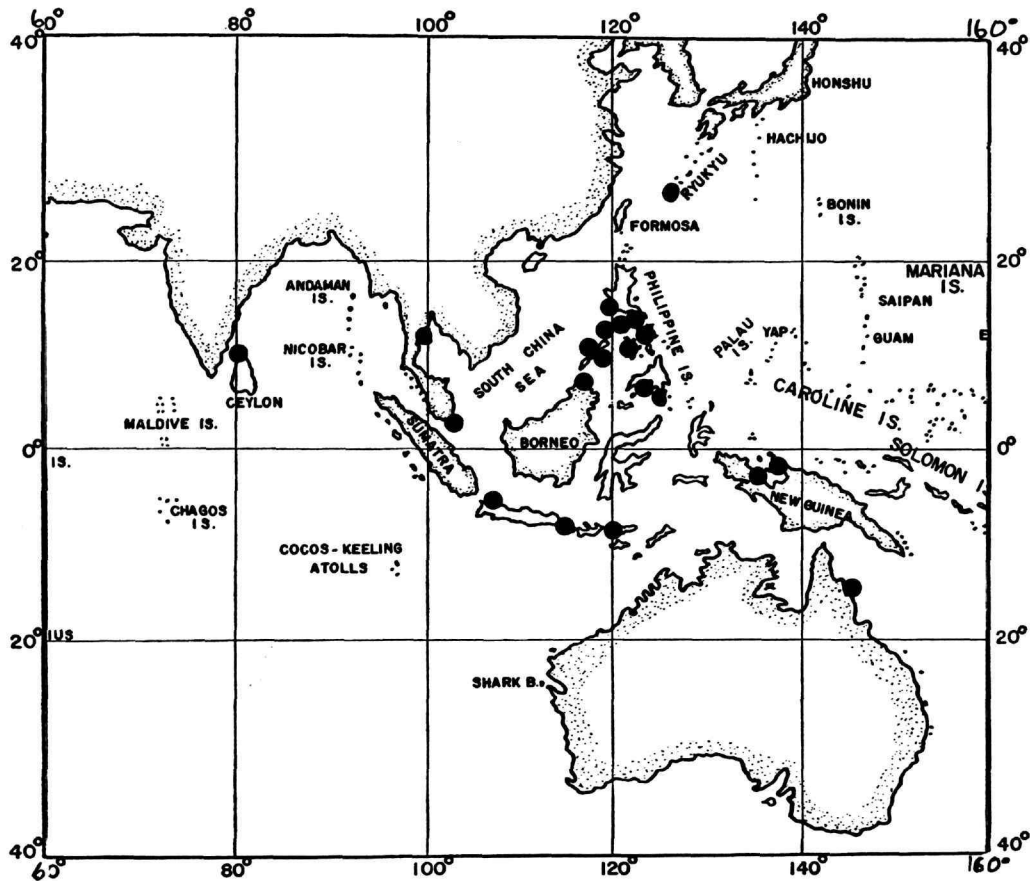 60° 80° 100° 120° 140° 160°
40° 40°
HONSHU
HACHIJO
RYUKYU
BONIN
IS.
FORMOSA
20° 20°
MARIANA
IS.
ANDAMAN
IS.
SAIPAN
PHILIPPINE IS.
GUAM
YAP
E
PALAU
IS.
NICOBAR
IS.
SOUTH CHINA
SEA
CEYLON
CAROLINE IS.
MALDIVE IS.
SUMATRA
BORNEO
SOLOMON IS
0° 0°
IS.
NEW GUINEA
CHAGOS
IS.
COCOS-KEELING
ATOLLS
20° IUS 20°
SHARK B.
40° 40°
60° 80° 100° 120° 140° 160°